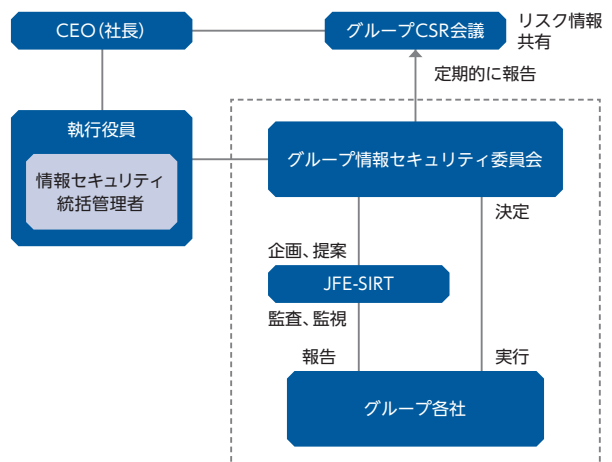 CEO（社長）
グループCSR会議
リスク情報
共有
定期的に報告
執行役員
情報セキュリティ
統括管理者
グループ情報セキュリティ委員会
決定
企画、提案
JFE-SIRT
監査、監視
報告
実行
グループ各社